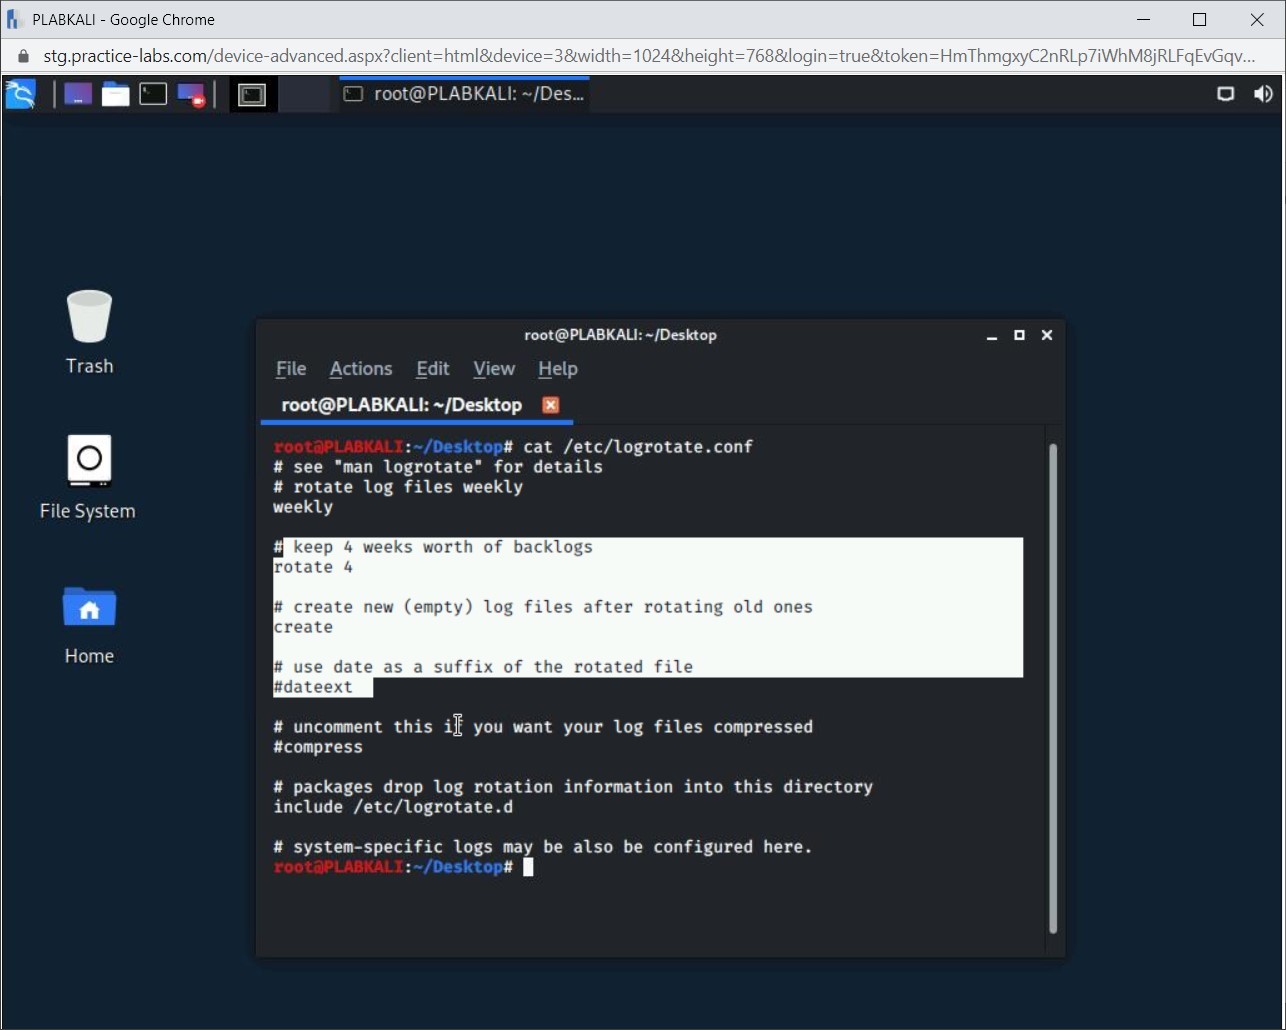 PLABKALI - Google Chrome
stg.practice-labs.com/device-advanced.aspx?client=html&device=3&width=1024&height=768&login=true&token=HmThmgxyC2nRLp7iWhM8jRLFqEvGqv...
root@PLABKALI: ~/Des...
Trash
File System
Home
root@PLABKALI: ~/Desktop
File Actions Edit View Help
root@PLABKALI: ~/Desktop
root@PLABKALI:~/Desktop# cat /etc/logrotate.conf
# see "man logrotate" for details
# rotate log files weekly
weekly
# keep 4 weeks worth of backlogs
rotate 4
# create new (empty) log files after rotating old ones
create
# use date as a suffix of the rotated file
#dateext
# uncomment this if you want your log files compressed
#compress
# packages drop log rotation information into this directory
include /etc/logrotate.d
# system-specific logs may be also be configured here.
root@PLABKALI:~/Desktop#